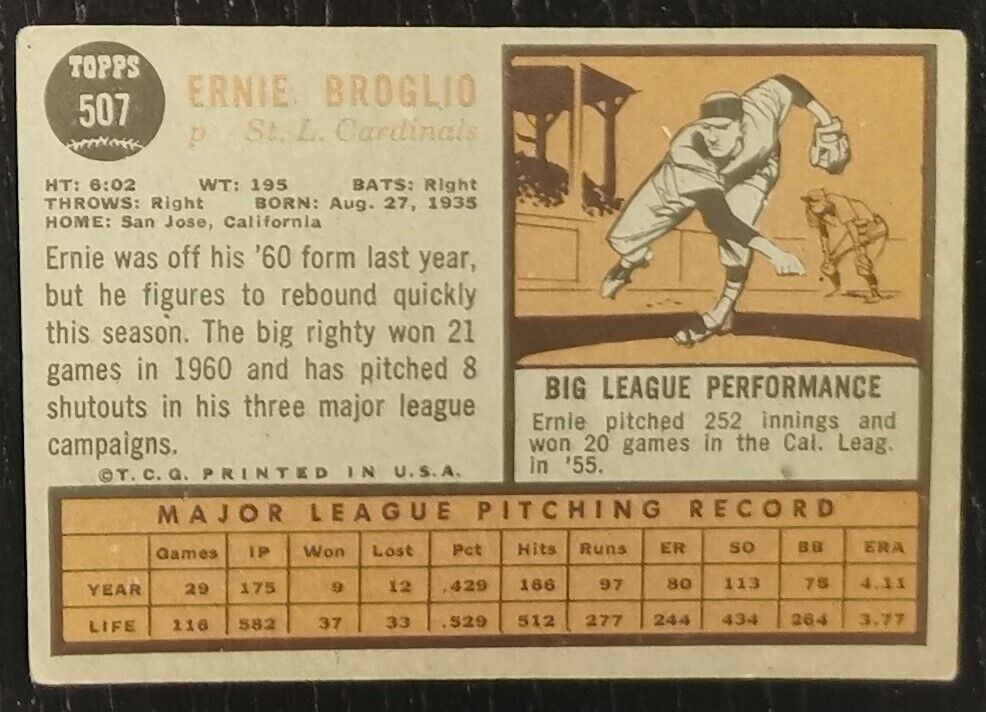 TOPPS
507
ERNIE BROGLIO
p St. L. Cardinals
HT: 6:02 WT: 195 BATS: Right
THROWS: Right BORN: Aug. 27, 1935
HOME: San Jose, California
Ernie was off his '60 form last year,
but he figures to rebound quickly
this season. The big righty won 21
games in 1960 and has pitched 8
shutouts in his three major league
campaigns.
©T. C. G. PRINTED IN U.S.A.
BIG LEAGUE PERFORMANCE
Ernie pitched 252 innings and
won 20 games in the Cal. Leag.
in '55.
MAJOR LEAGUE PITCHING RECORD
Games IP Won Lost Pct Hits Runs ER SO BB ERA
YEAR 29 175 9 12 .429 166 97 80 113 75 4.11
LIFE 116 582 37 33 .529 512 277 244 434 264 3.77